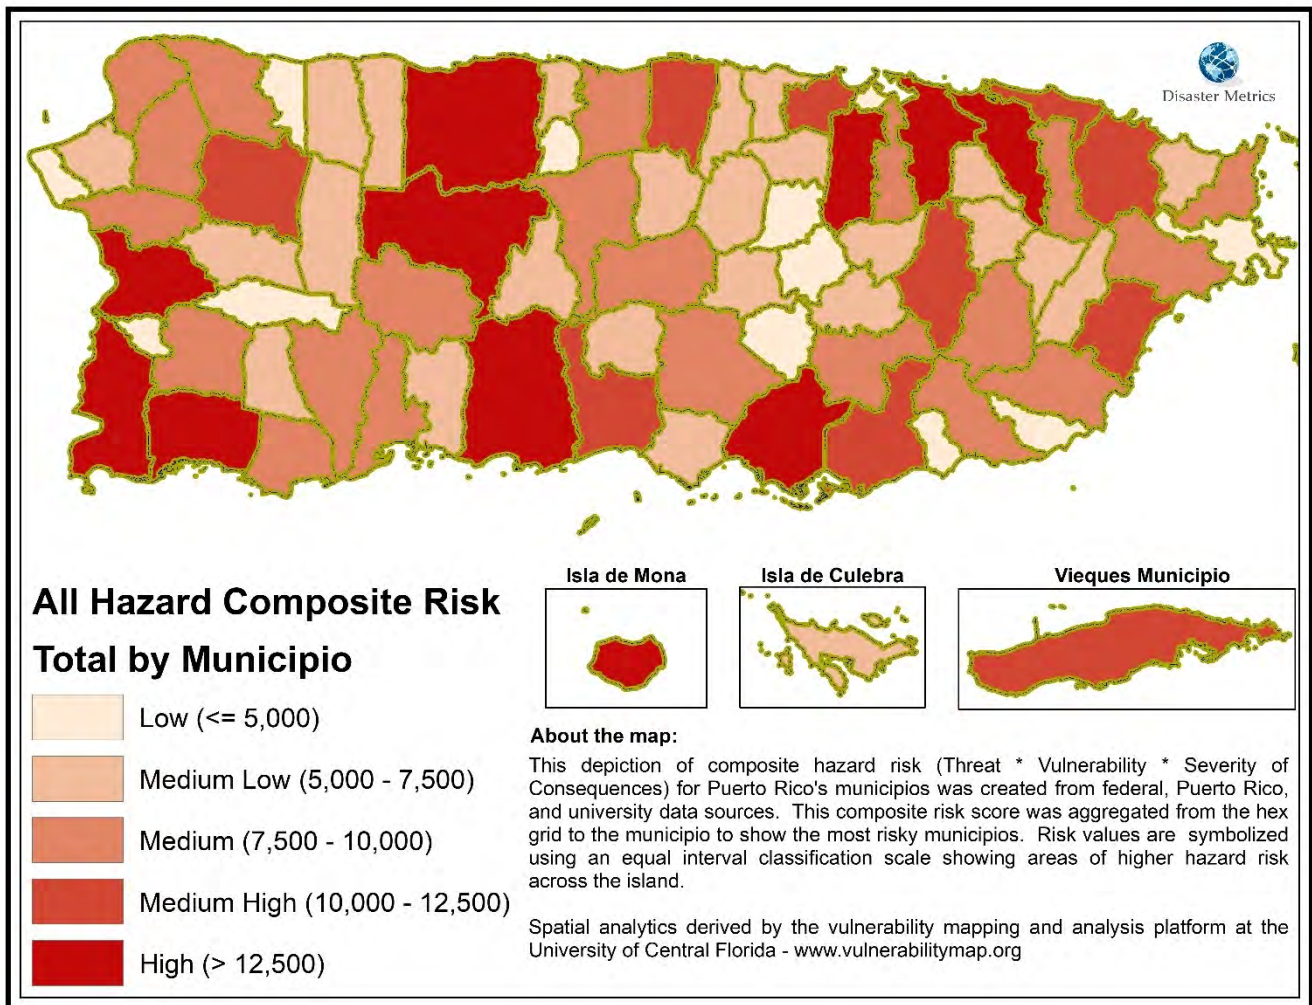 Disaster Metrics
Isla de Mona
Isla de Culebra
Vieques Municipio
All Hazard Composite Risk
Total by Municipio
Low (<= 5,000)
Medium Low (5,000 - 7,500)
Medium (7,500 - 10,000)
Medium High (10,000 - 12,500)
High (> 12,500)
About the map:
This depiction of composite hazard risk (Threat * Vulnerability * Severity of
Consequences) for Puerto Rico's municipios was created from federal, Puerto Rico,
and university data sources. This composite risk score was aggregated from the hex
grid to the municipio to show the most risky municipios. Risk values are symbolized
using an equal interval classification scale showing areas of higher hazard risk
across the island.
Spatial analytics derived by the vulnerability mapping and analysis platform at the
University of Central Florida - www.vulnerabilitymap.org